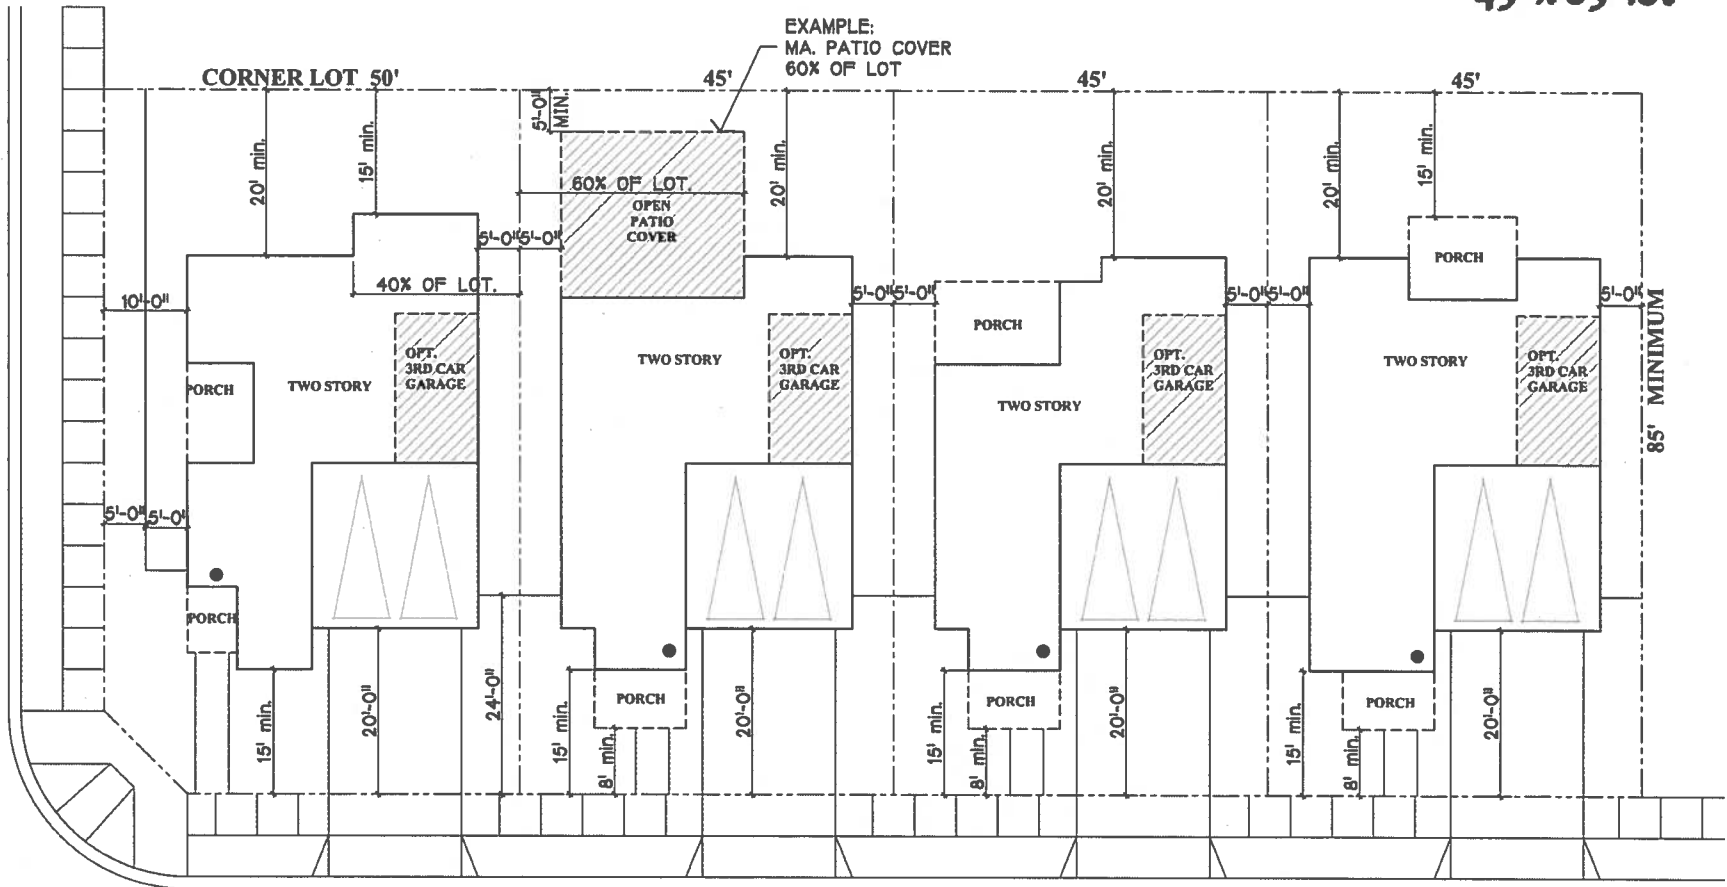 45 x 85 lot
EXAMPLE:
MA. PATIO COVER
60% OF LOT
CORNER LOT 50'
45'
45'
45'
5'-0"
MIN.
20' min.
15' min.
20' min.
20' min.
20' min.
15' min.
60% OF LOT.
OPEN
PATIO
COVER
5'-0"
5'-0"
40% OF LOT.
10'-0"
5'-0"
5'-0"
5'-0"
5'-0"
5'-0"
PORCH
PORCH
85' MINIMUM
PORCH
TWO STORY
OPT.
3RD CAR
GARAGE
TWO STORY
OPT.
3RD CAR
GARAGE
TWO STORY
OPT.
3RD CAR
GARAGE
TWO STORY
OPT.
3RD CAR
GARAGE
5'-0"
5'-0'
PORCH
15' min.
20'-0"
24'-0"
15' min.
PORCH
8' min.
20'-0"
15' min.
PORCH
8' min.
20'-0"
15' min.
PORCH
8' min.
20'-0"